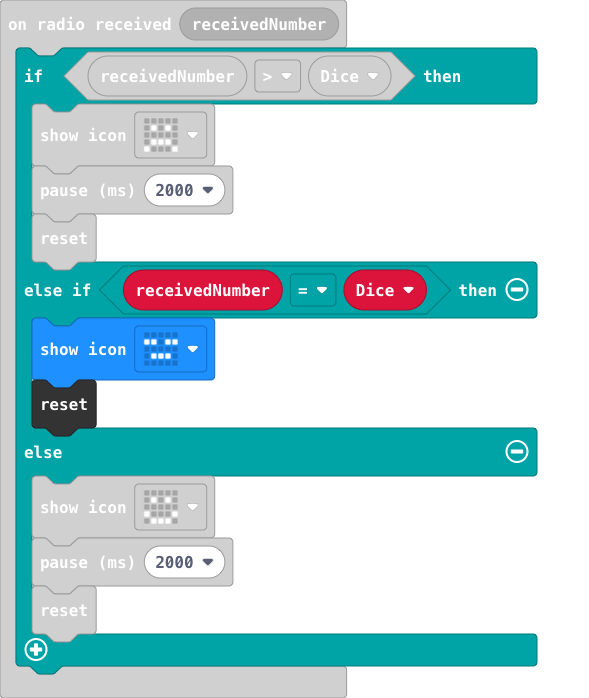 on radio received receivedNumber
if receivedNumber > Dice then
show icon
pause (ms) 2000
reset
else if receivedNumber = Dice then
show icon
reset
else
show icon
pause (ms) 2000
reset